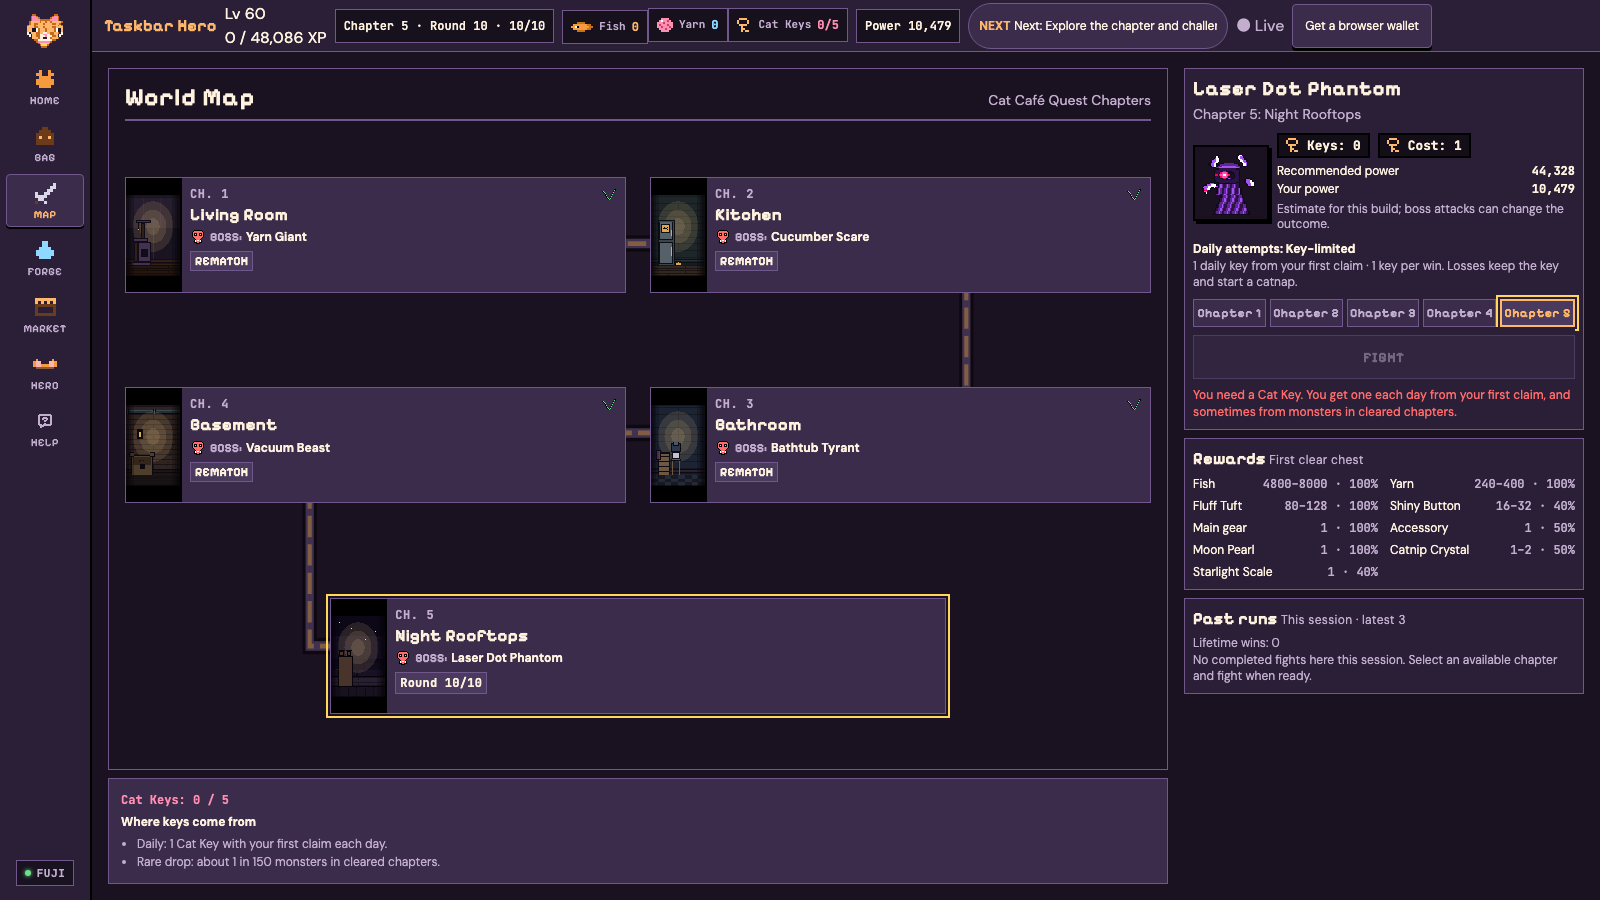 Taskbar Hero
Lv 60
0 / 48,086 XP
Chapter 5 · Round 10 · 10/10
Fish 0
Yarn 0
Cat Keys 0/5
Power 10,479
NEXT Next: Explore the chapter and challer
Live
Get a browser wallet
HOME
BAG
MAP
FORGE
MARKET
HERO
HELP
FUJI
World Map
Cat Café Quest Chapters
CH. 1
Living Room
BOSS: Yarn Giant
REMATCH
CH. 2
Kitchen
BOSS: Cucumber Scare
REMATCH
CH. 4
Basement
BOSS: Vacuum Beast
REMATCH
CH. 3
Bathroom
BOSS: Bathtub Tyrant
REMATCH
CH. 5
Night Rooftops
BOSS: Laser Dot Phantom
Round 10/10
Cat Keys: 0 / 5
Where keys come from
• Daily: 1 Cat Key with your first claim each day.
• Rare drop: about 1 in 150 monsters in cleared chapters.
Laser Dot Phantom
Chapter 5: Night Rooftops
Keys: 0
Cost: 1
Recommended power 44,328
Your power 10,479
Estimate for this build; boss attacks can change the
outcome.
Daily attempts: Key-limited
1 daily key from your first claim · 1 key per win. Losses keep the key
and start a catnap.
Chapter 1
Chapter 2
Chapter 3
Chapter 4
Chapter 5
FIGHT
You need a Cat Key. You get one each day from your first claim, and
sometimes from monsters in cleared chapters.
Rewards First clear chest
Fish 4800–8000 · 100% Yarn 240–400 · 100%
Fluff Tuft 80–128 · 100% Shiny Button 16–32 · 40%
Main gear 1 · 100% Accessory 1 · 50%
Moon Pearl 1 · 100% Catnip Crystal 1–2 · 50%
Starlight Scale 1 · 40%
Past runs This session · latest 3
Lifetime wins: 0
No completed fights here this session. Select an available chapter
and fight when ready.